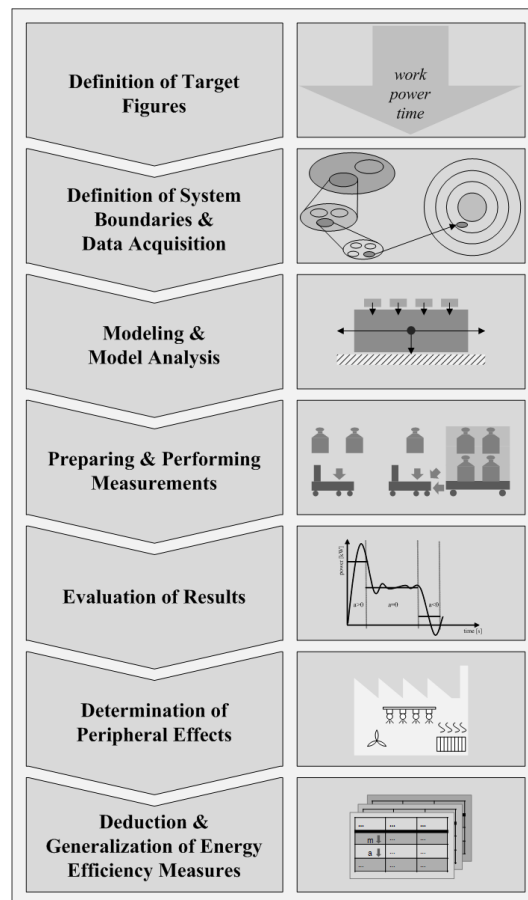 Definition of Target
Figures
work
power
time
Definition of System
Boundaries &
Data Acquisition
Modeling &
Model Analysis
Preparing & Performing
Measurements
Evaluation of Results
power [kW]
a>0
a=0
a<0
time [s]
Determination of
Peripheral Effects
Deduction &
Generalization of Energy
Efficiency Measures
... ... ...
m ... ...
a ... ...
... ... ...